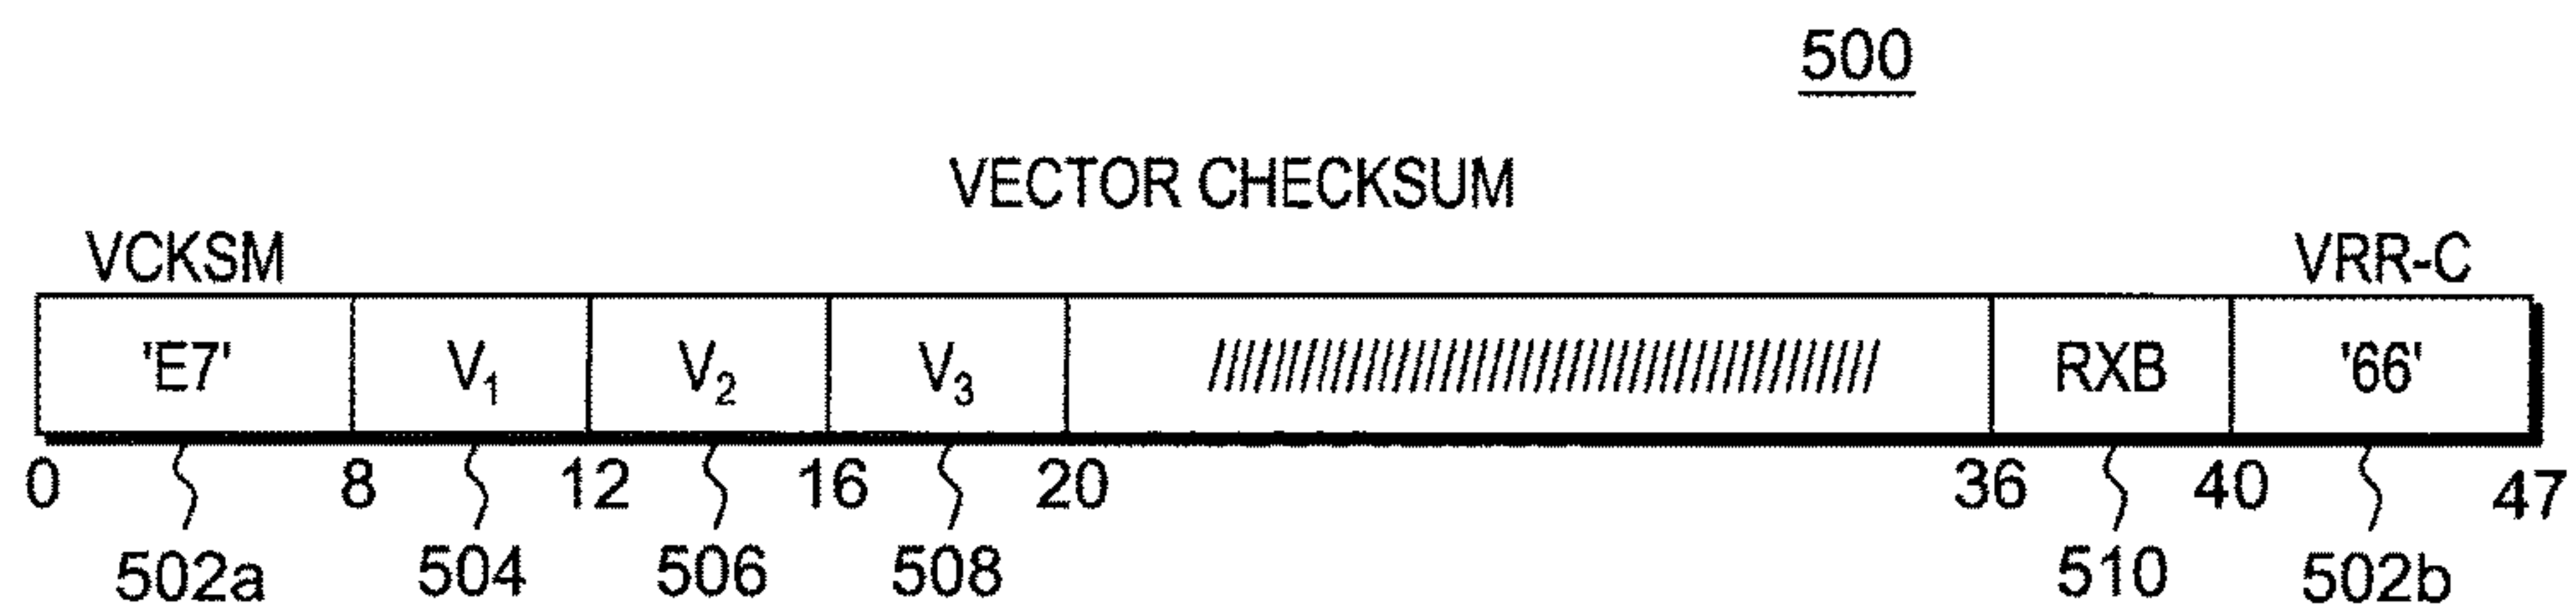 500
VECTOR CHECKSUM
VCKSM VRR-C
'E7' V₁ V₂ V₃ //////////////////////////////////////// RXB '66'
0 8 12 16 20 36 40 47
502a 504 506 508 510 502b